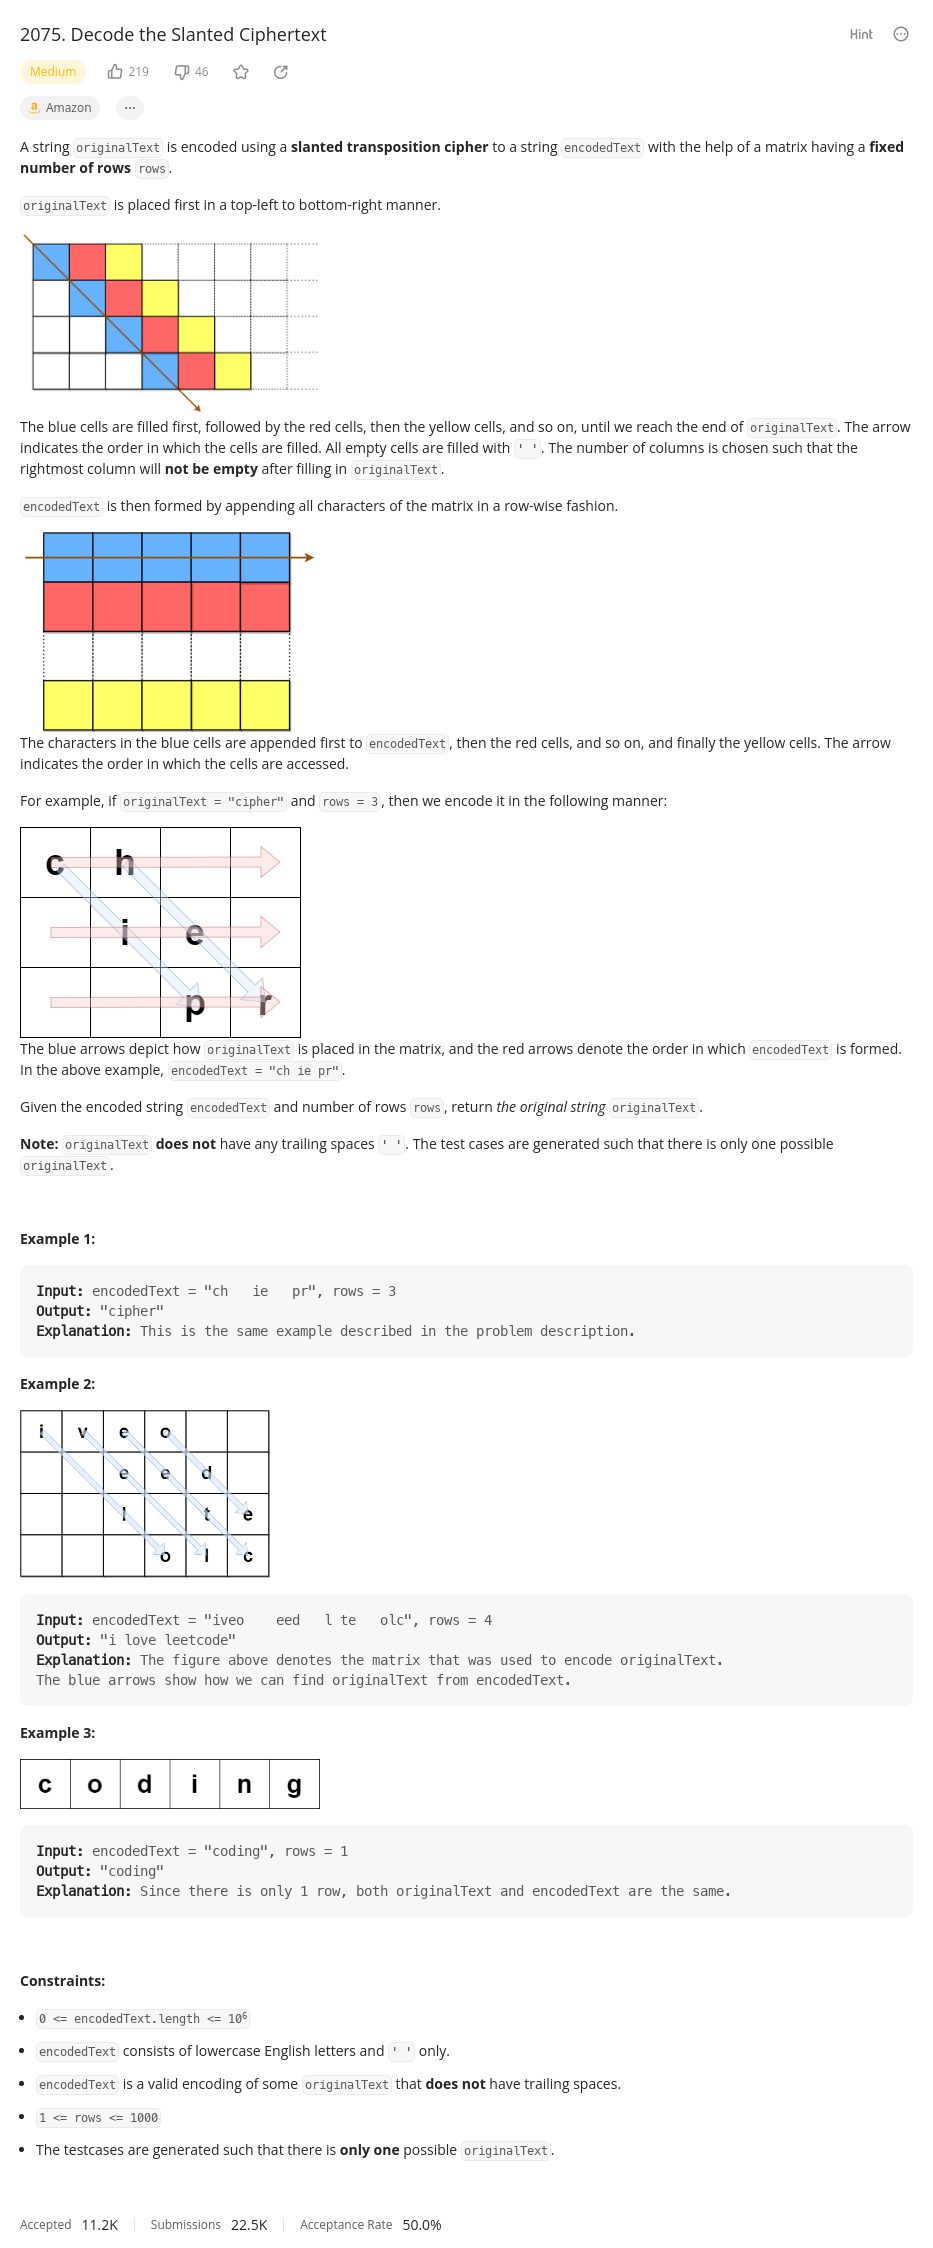 2075. Decode the Slanted Ciphertext
Hint
Medium 219 46
Amazon ...
A string originalText is encoded using a slanted transposition cipher to a string encodedText with the help of a matrix having a fixed
number of rows rows.
originalText is placed first in a top-left to bottom-right manner.
The blue cells are filled first, followed by the red cells, then the yellow cells, and so on, until we reach the end of originalText. The arrow
indicates the order in which the cells are filled. All empty cells are filled with ' '. The number of columns is chosen such that the
rightmost column will not be empty after filling in originalText.
encodedText is then formed by appending all characters of the matrix in a row-wise fashion.
The characters in the blue cells are appended first to encodedText, then the red cells, and so on, and finally the yellow cells. The arrow
indicates the order in which the cells are accessed.
For example, if originalText = "cipher" and rows = 3, then we encode it in the following manner:
c h
i e
p r
The blue arrows depict how originalText is placed in the matrix, and the red arrows denote the order in which encodedText is formed.
In the above example, encodedText = "ch ie pr".
Given the encoded string encodedText and number of rows rows, return the original string originalText.
Note: originalText does not have any trailing spaces ' '. The test cases are generated such that there is only one possible
originalText.
Example 1:
Input: encodedText = "ch   ie   pr", rows = 3
Output: "cipher"
Explanation: This is the same example described in the problem description.
Example 2:
i v e o
e e d
l t e
o l c
Input: encodedText = "iveo    eed   l te   olc", rows = 4
Output: "i love leetcode"
Explanation: The figure above denotes the matrix that was used to encode originalText.
The blue arrows show how we can find originalText from encodedText.
Example 3:
c o d i n g
Input: encodedText = "coding", rows = 1
Output: "coding"
Explanation: Since there is only 1 row, both originalText and encodedText are the same.
Constraints:
• 0 <= encodedText.length <= 10⁶
• encodedText consists of lowercase English letters and ' ' only.
• encodedText is a valid encoding of some originalText that does not have trailing spaces.
• 1 <= rows <= 1000
• The testcases are generated such that there is only one possible originalText.
Accepted 11.2K Submissions 22.5K Acceptance Rate 50.0%